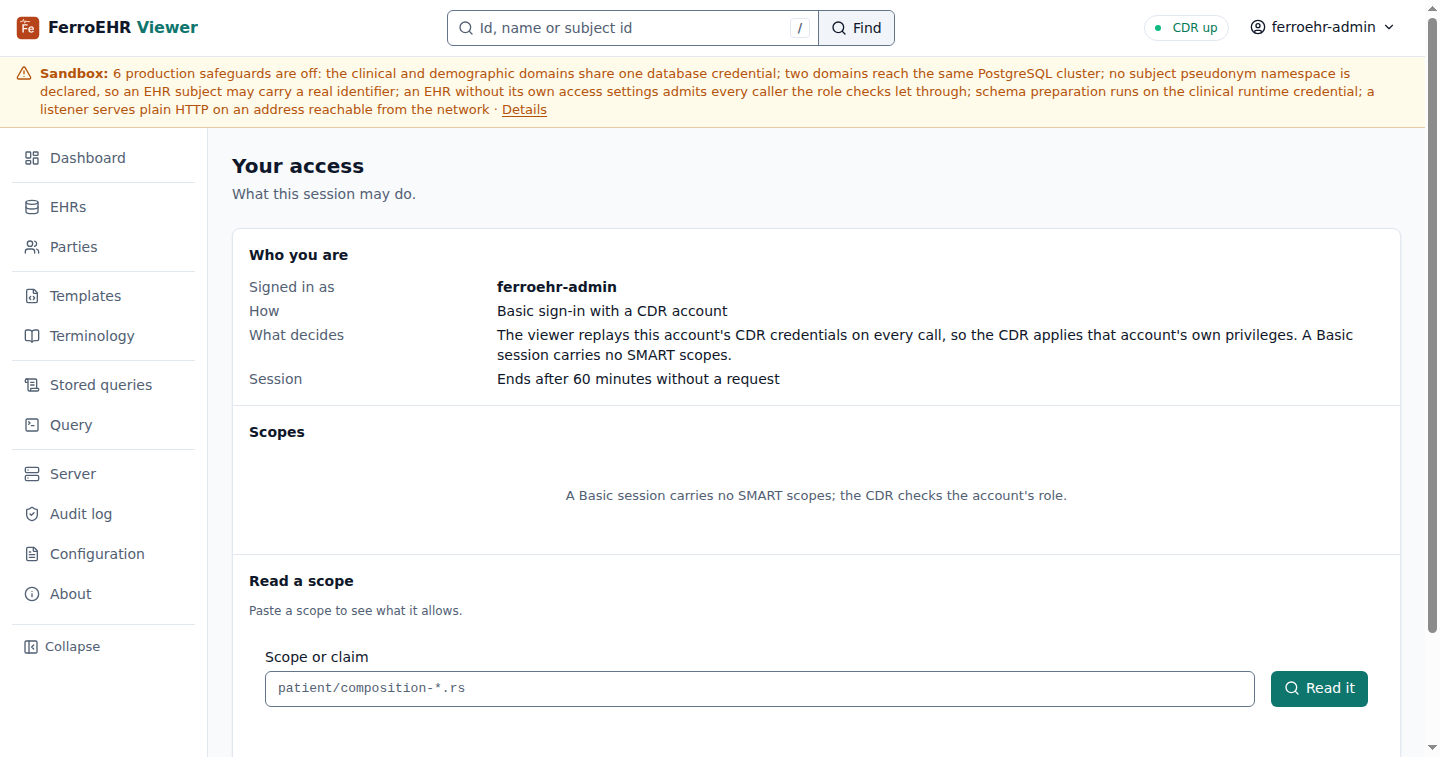 Fe FerroEHR Viewer
Id, name or subject id / Find
CDR up
ferroehr-admin
Sandbox: 6 production safeguards are off: the clinical and demographic domains share one database credential; two domains reach the same PostgreSQL cluster; no subject pseudonym namespace is
declared, so an EHR subject may carry a real identifier; an EHR without its own access settings admits every caller the role checks let through; schema preparation runs on the clinical runtime credential; a
listener serves plain HTTP on an address reachable from the network · Details
Dashboard
EHRs
Parties
Templates
Terminology
Stored queries
Query
Server
Audit log
Configuration
About
Collapse
Your access
What this session may do.
Who you are
Signed in as ferroehr-admin
How Basic sign-in with a CDR account
What decides The viewer replays this account's CDR credentials on every call, so the CDR applies that account's own privileges. A Basic
session carries no SMART scopes.
Session Ends after 60 minutes without a request
Scopes
A Basic session carries no SMART scopes; the CDR checks the account's role.
Read a scope
Paste a scope to see what it allows.
Scope or claim
patient/composition-*.rs
Read it